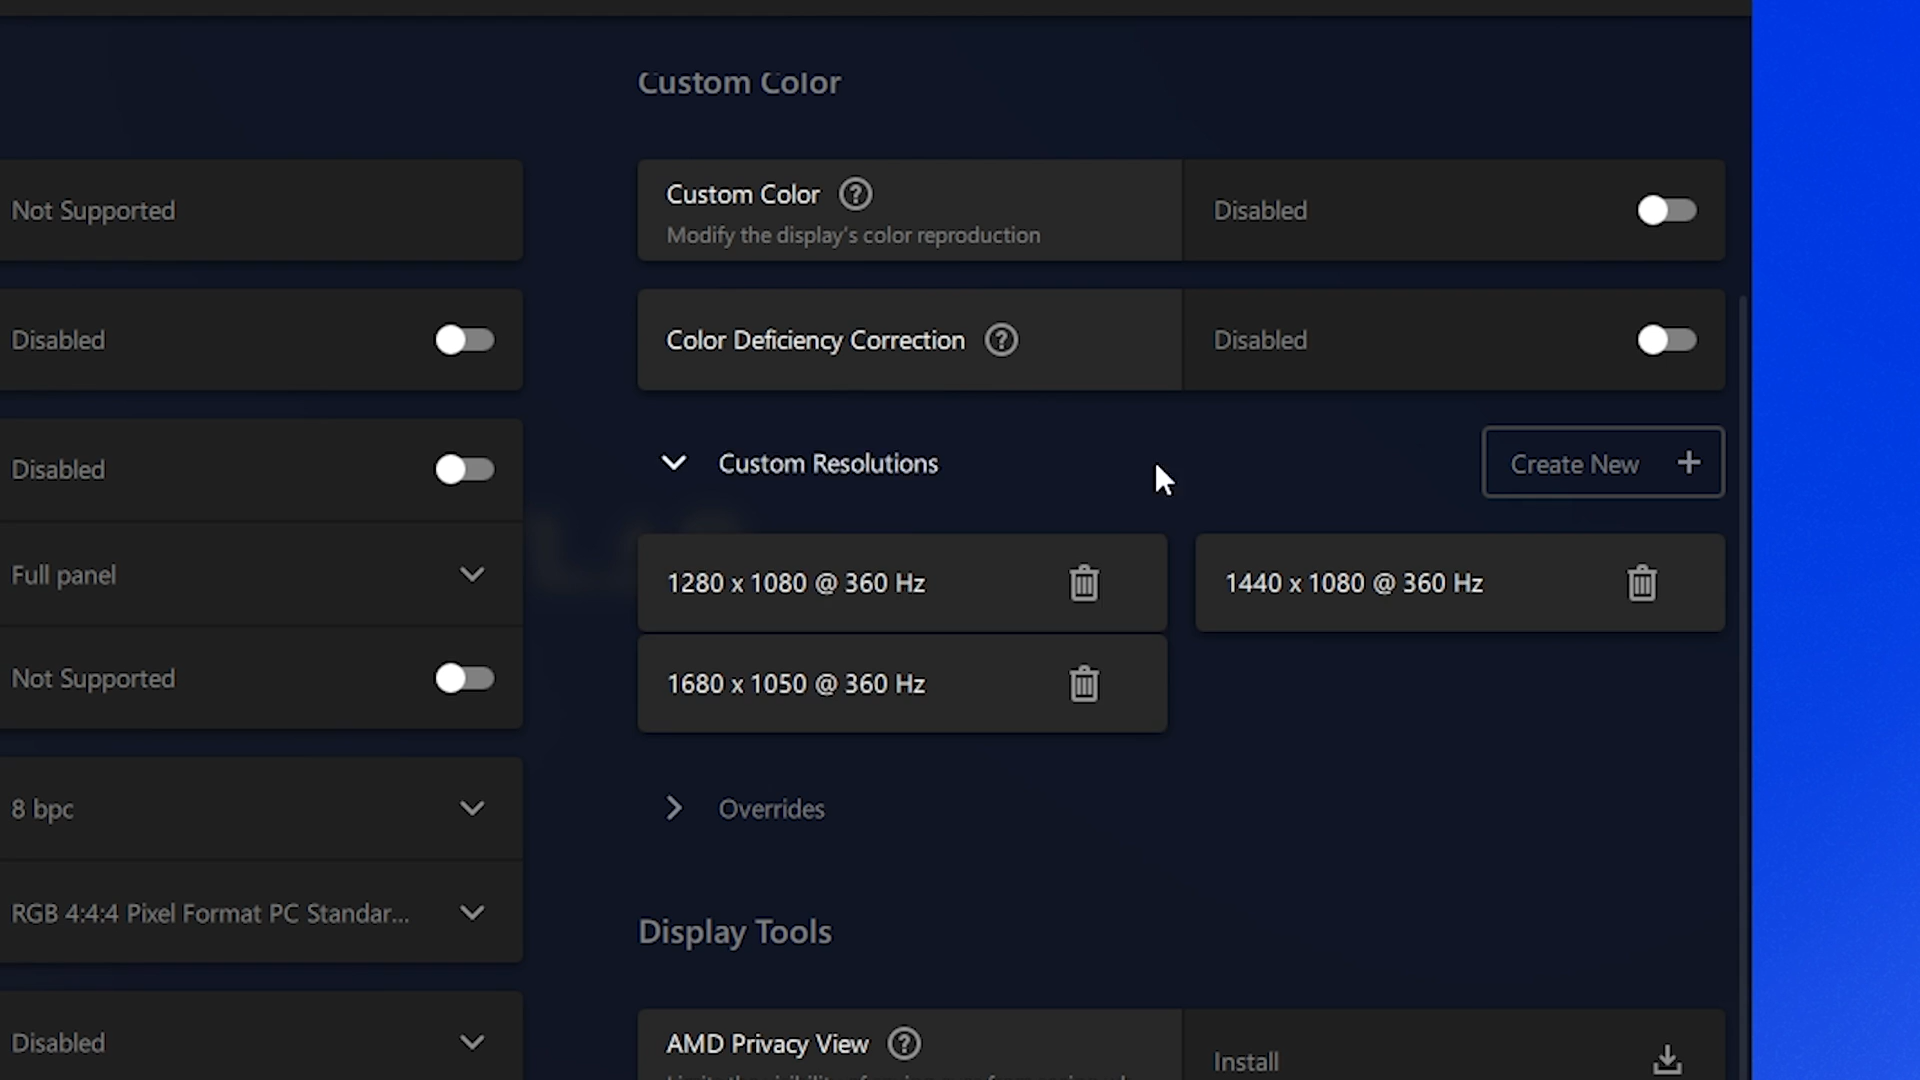 Custom Color
Not Supported
Custom Color
Modify the display's color reproduction
Disabled
Disabled
Color Deficiency Correction
Disabled
Disabled
Custom Resolutions
Create New
Full panel
1280 x 1080 @ 360 Hz
1440 x 1080 @ 360 Hz
Not Supported
1680 x 1050 @ 360 Hz
8 bpc
Overrides
RGB 4:4:4 Pixel Format PC Standar...
Display Tools
Disabled
AMD Privacy View
Install